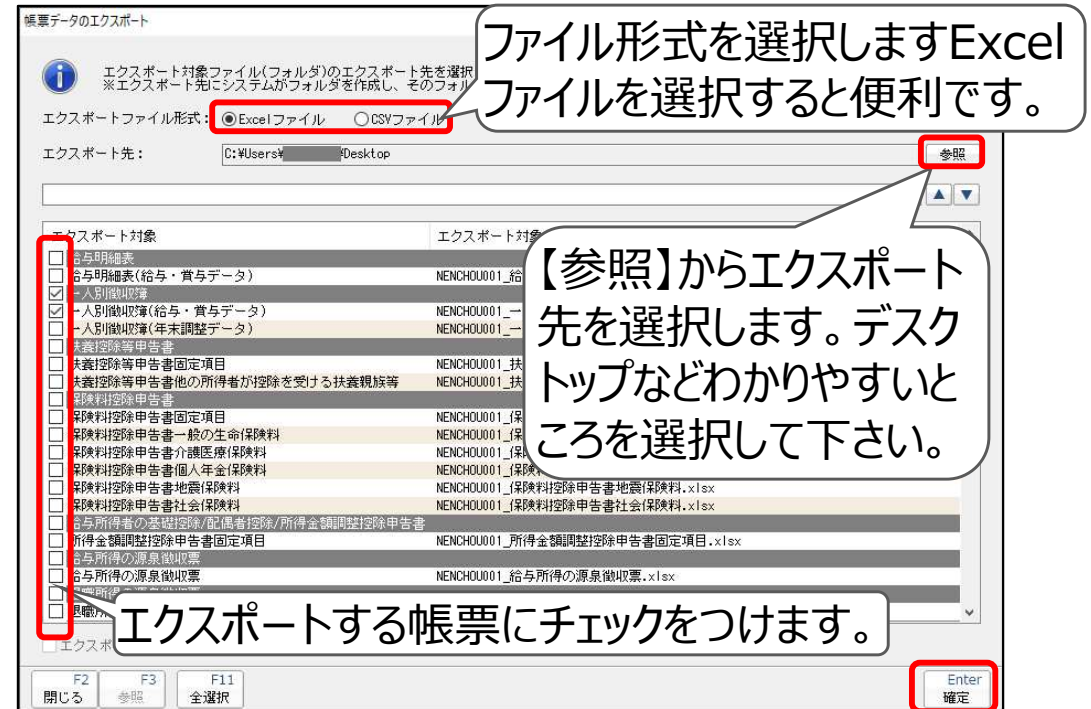 帳票データのエクスポート
ファイル形式を選択しますExcel
ファイルを選択すると便利です。
エクスポート対象ファイル(フォルダ)のエクスポート先を選択
※エクスポート先にシステムがフォルダを作成し、そのフォル
エクスポートファイル形式： Excelファイル CSVファイル
エクスポート先： C:¥Users¥ ¥Desktop 参照
エクスポート対象 エクスポート対象
給与明細表
給与明細表(給与・賞与データ) NENCHOU001_給
一人別徴収簿
一人別徴収簿(給与・賞与データ) NENCHOU001_一
一人別徴収簿(年末調整データ) NENCHOU001_一
扶養控除等申告書
扶養控除等申告書固定項目 NENCHOU001_扶
扶養控除等申告書他の所得者が控除を受ける扶養親族等 NENCHOU001_扶
保険料控除申告書
保険料控除申告書固定項目 NENCHOU001_保
保険料控除申告書一般の生命保険料 NENCHOU001_保
保険料控除申告書介護医療保険料 NENCHOU001_保
保険料控除申告書個人年金保険料 NENCHOU001_保険料
保険料控除申告書地震保険料 NENCHOU001_保険料控除申告書地震保険料.xlsx
保険料控除申告書社会保険料 NENCHOU001_保険料控除申告書社会保険料.xlsx
給与所得者の基礎控除/配偶者控除/所得金額調整控除申告書
所得金額調整控除申告書固定項目 NENCHOU001_所得金額調整控除申告書固定項目.xlsx
給与所得の源泉徴収票
給与所得の源泉徴収票 NENCHOU001_給与所得の源泉徴収票.xlsx
退職所得の源泉徴収票
退職
【参照】からエクスポート
先を選択します。デスク
トップなどわかりやすいと
ころを選択して下さい。
エクスポートする帳票にチェックをつけます。
エクスポ
F2 F3 F11 Enter
閉じる 参照 全選択 確定